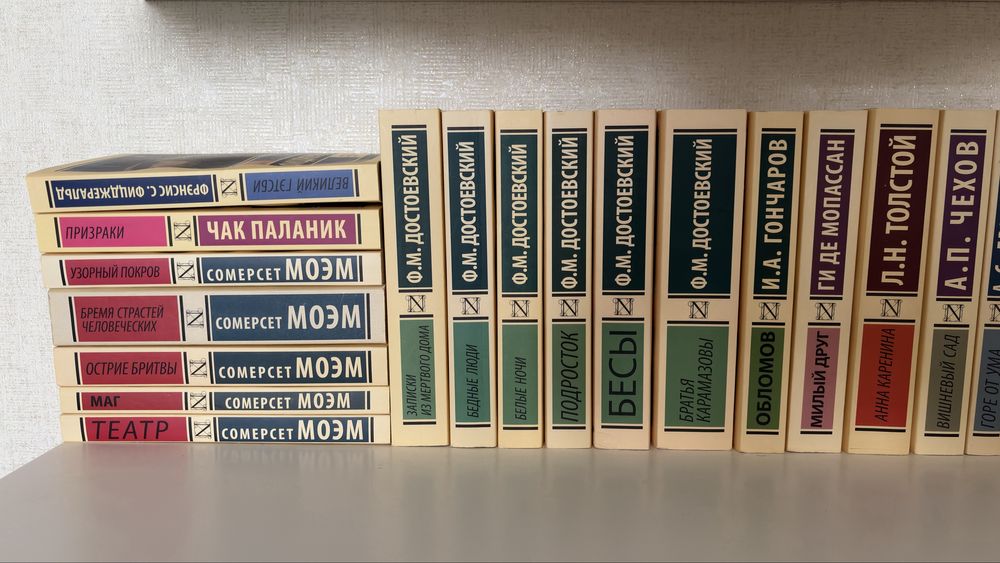 ФРЭНСИС С. ФИЦДЖЕРАЛЬД
ВЕЛИКИЙ ГЭТСБИ
ПРИЗРАКИ
ЧАК ПАЛАНИК
УЗОРНЫЙ ПОКРОВ
СОМЕРСЕТ МОЭМ
БРЕМЯ СТРАСТЕЙ
ЧЕЛОВЕЧЕСКИХ
СОМЕРСЕТ МОЭМ
ОСТРИЕ БРИТВЫ
СОМЕРСЕТ МОЭМ
МАГ
СОМЕРСЕТ МОЭМ
ТЕАТР
СОМЕРСЕТ МОЭМ
Ф.М. ДОСТОЕВСКИЙ
ЗАПИСКИ
ИЗ МЕРТВОГО ДОМА
Ф.М. ДОСТОЕВСКИЙ
БЕДНЫЕ ЛЮДИ
Ф.М. ДОСТОЕВСКИЙ
БЕЛЫЕ НОЧИ
Ф.М. ДОСТОЕВСКИЙ
ПОДРОСТОК
Ф.М. ДОСТОЕВСКИЙ
БЕСЫ
Ф.М. ДОСТОЕВСКИЙ
БРАТЬЯ
КАРАМАЗОВЫ
И.А. ГОНЧАРОВ
ОБЛОМОВ
ГИ ДЕ МОПАССАН
МИЛЫЙ ДРУГ
Л.Н. ТОЛСТОЙ
АННА КАРЕНИНА
А.П. ЧЕХОВ
ВИШНЕВЫЙ САД
ГОРЕ ОТ УМА